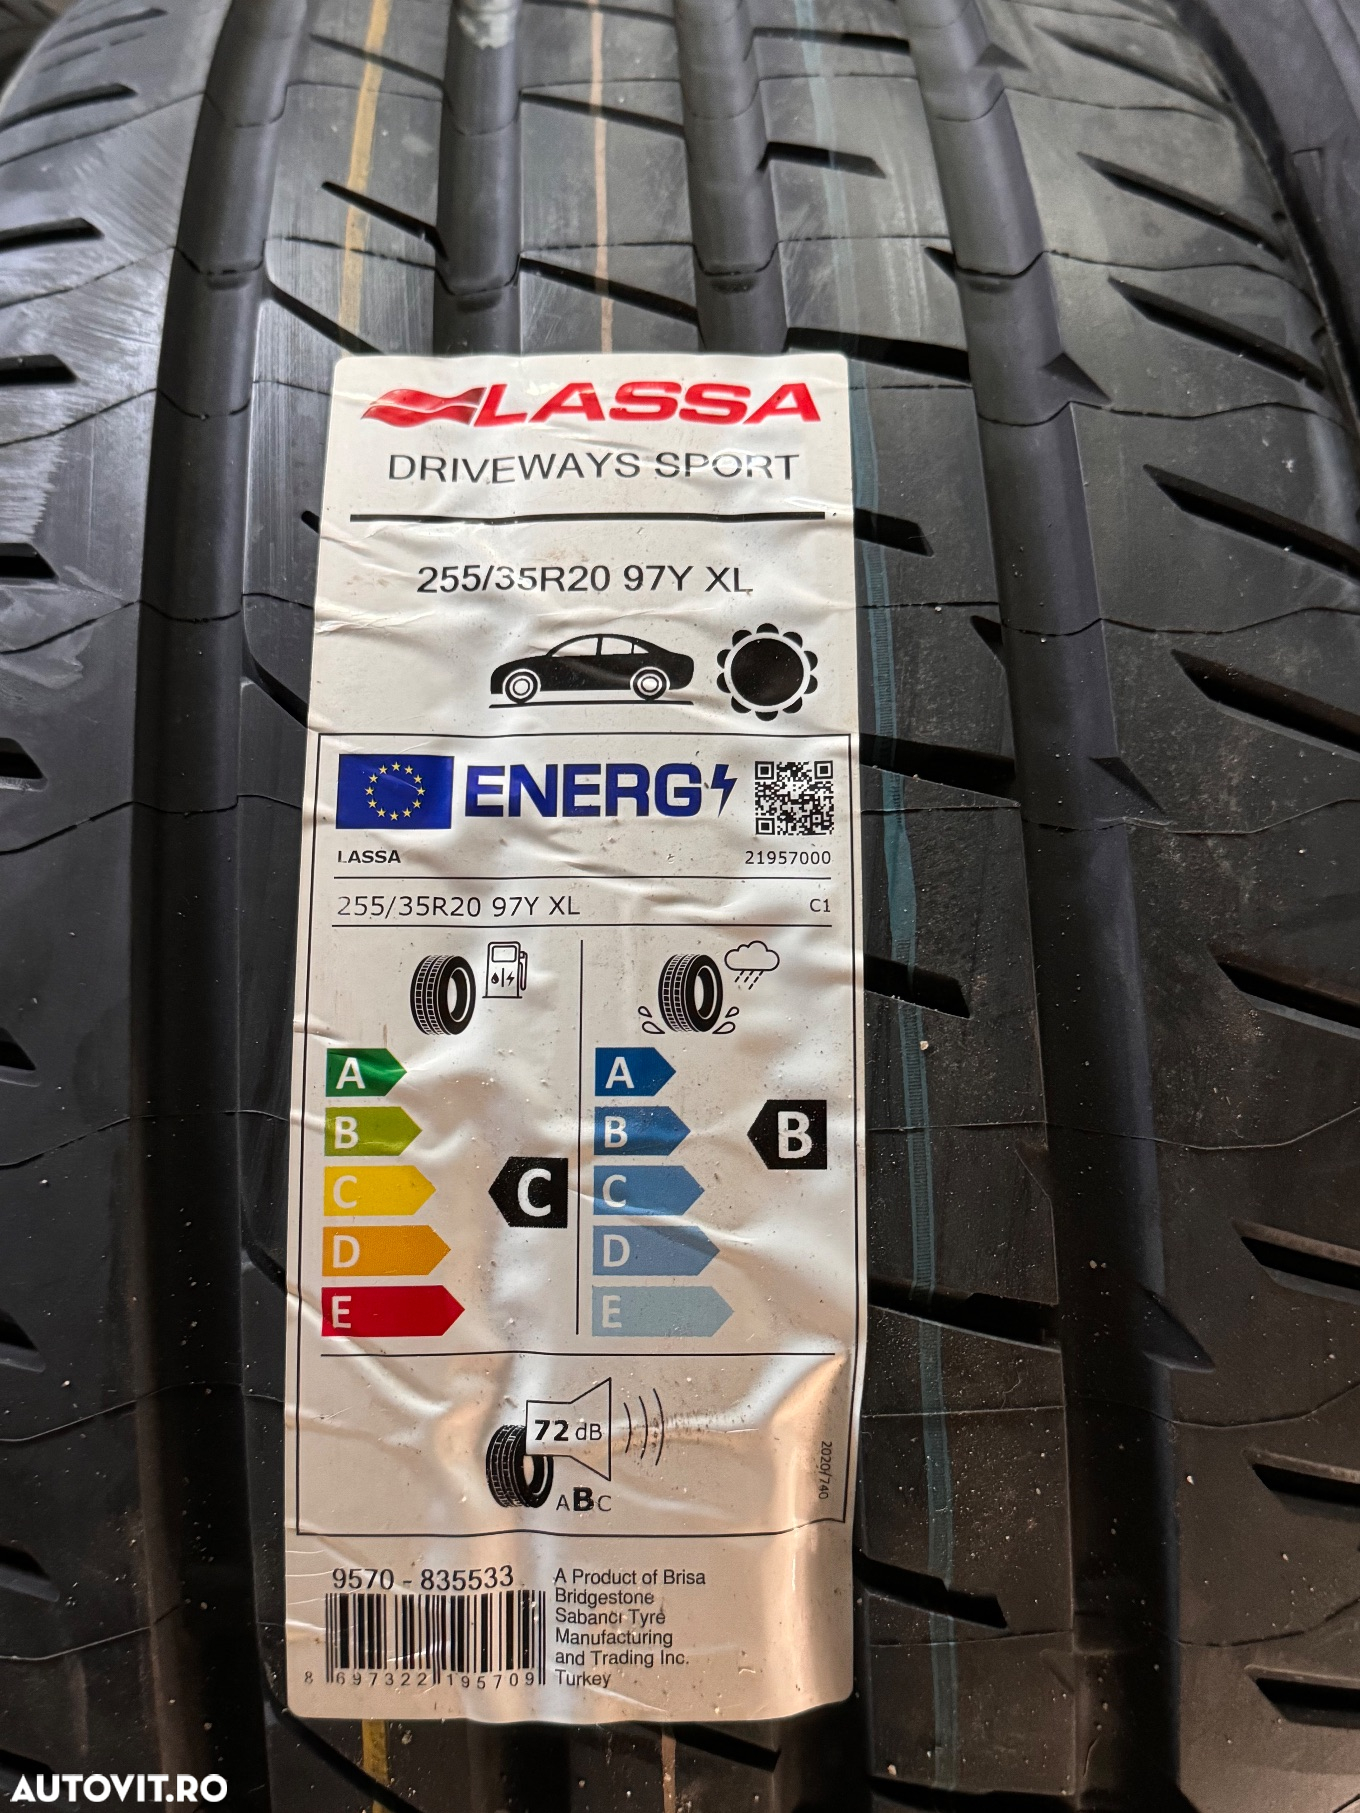 LASSA
DRIVEWAYS SPORT
255/35R20 97Y XL
ENERG
LASSA 21957000
255/35R20 97Y XL C1
A A
B B B
C C C
D D
E E
72 dB
ABC
2020/740
9570 - 835533
A Product of Brisa
Bridgestone
Sabancı Tyre
Manufacturing
and Trading Inc.
Turkey
8 697322 195709
AUTOVIT.RO